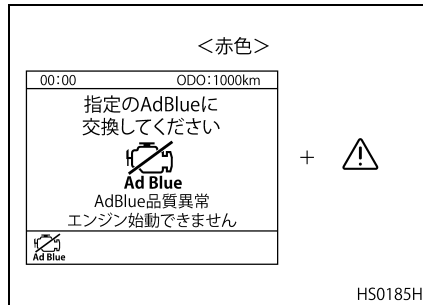 ＜赤色＞
00:00 ODO:1000km
指定のAdBlueに
交換してください
Ad Blue
AdBlue品質異常
エンジン始動できません
Ad Blue
+
HS0185H